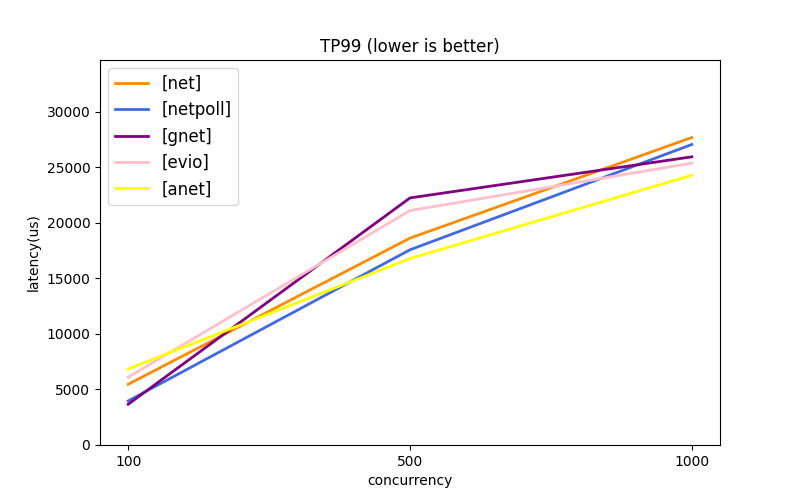 TP99 (lower is better)
[net]
[netpoll]
[gnet]
[evio]
[anet]
30000
25000
20000
15000
10000
5000
0
latency(us)
100
500
1000
concurrency